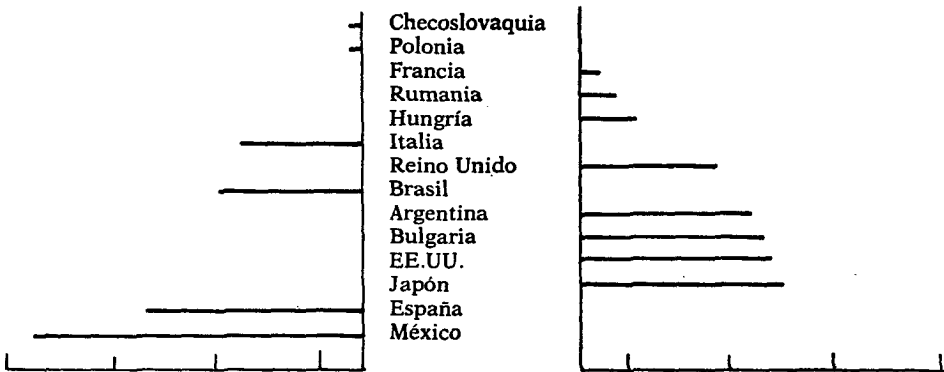 Checoslovaquia
Polonia
Francia
Rumania
Hungría
Italia
Reino Unido
Brasil
Argentina
Bulgaria
EE.UU.
Japón
España
México